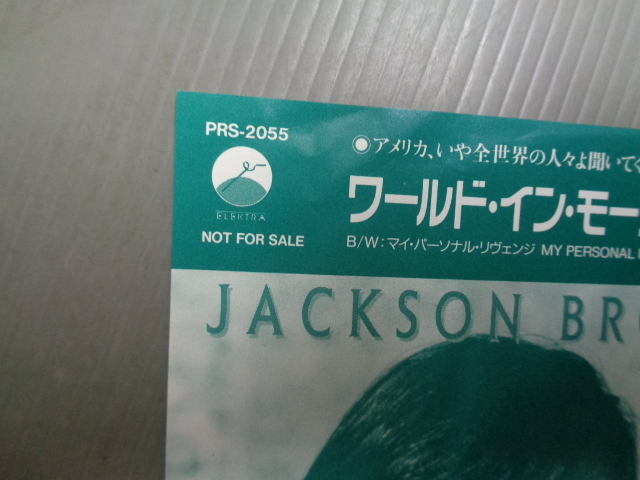 PRS-2055
ELEKTRA
NOT FOR SALE
◉アメリカ、いや全世界の人々よ聞いてく
ワールド・イン・モー
B/W:マイ・パーソナル・リヴェンジ MY PERSONAL
JACKSON BR